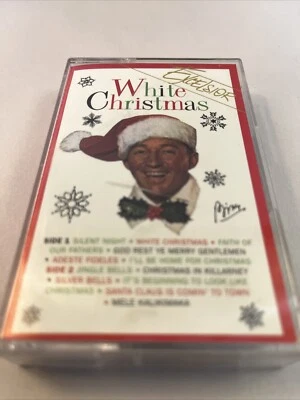 EXCELSIOR
White
Christmas
Bing
SIDE 1 SILENT NIGHT • WHITE CHRISTMAS • FAITH OF
OUR FATHERS • GOD REST YE MERRY GENTLEMEN
• ADESTE FIDELES • I'LL BE HOME FOR CHRISTMAS
SIDE 2 JINGLE BELLS • CHRISTMAS IN KILLARNEY
• SILVER BELLS • IT'S BEGINNING TO LOOK LIKE
CHRISTMAS • SANTA CLAUS IS COMIN' TO TOWN
• MELE KALIKIMAKA